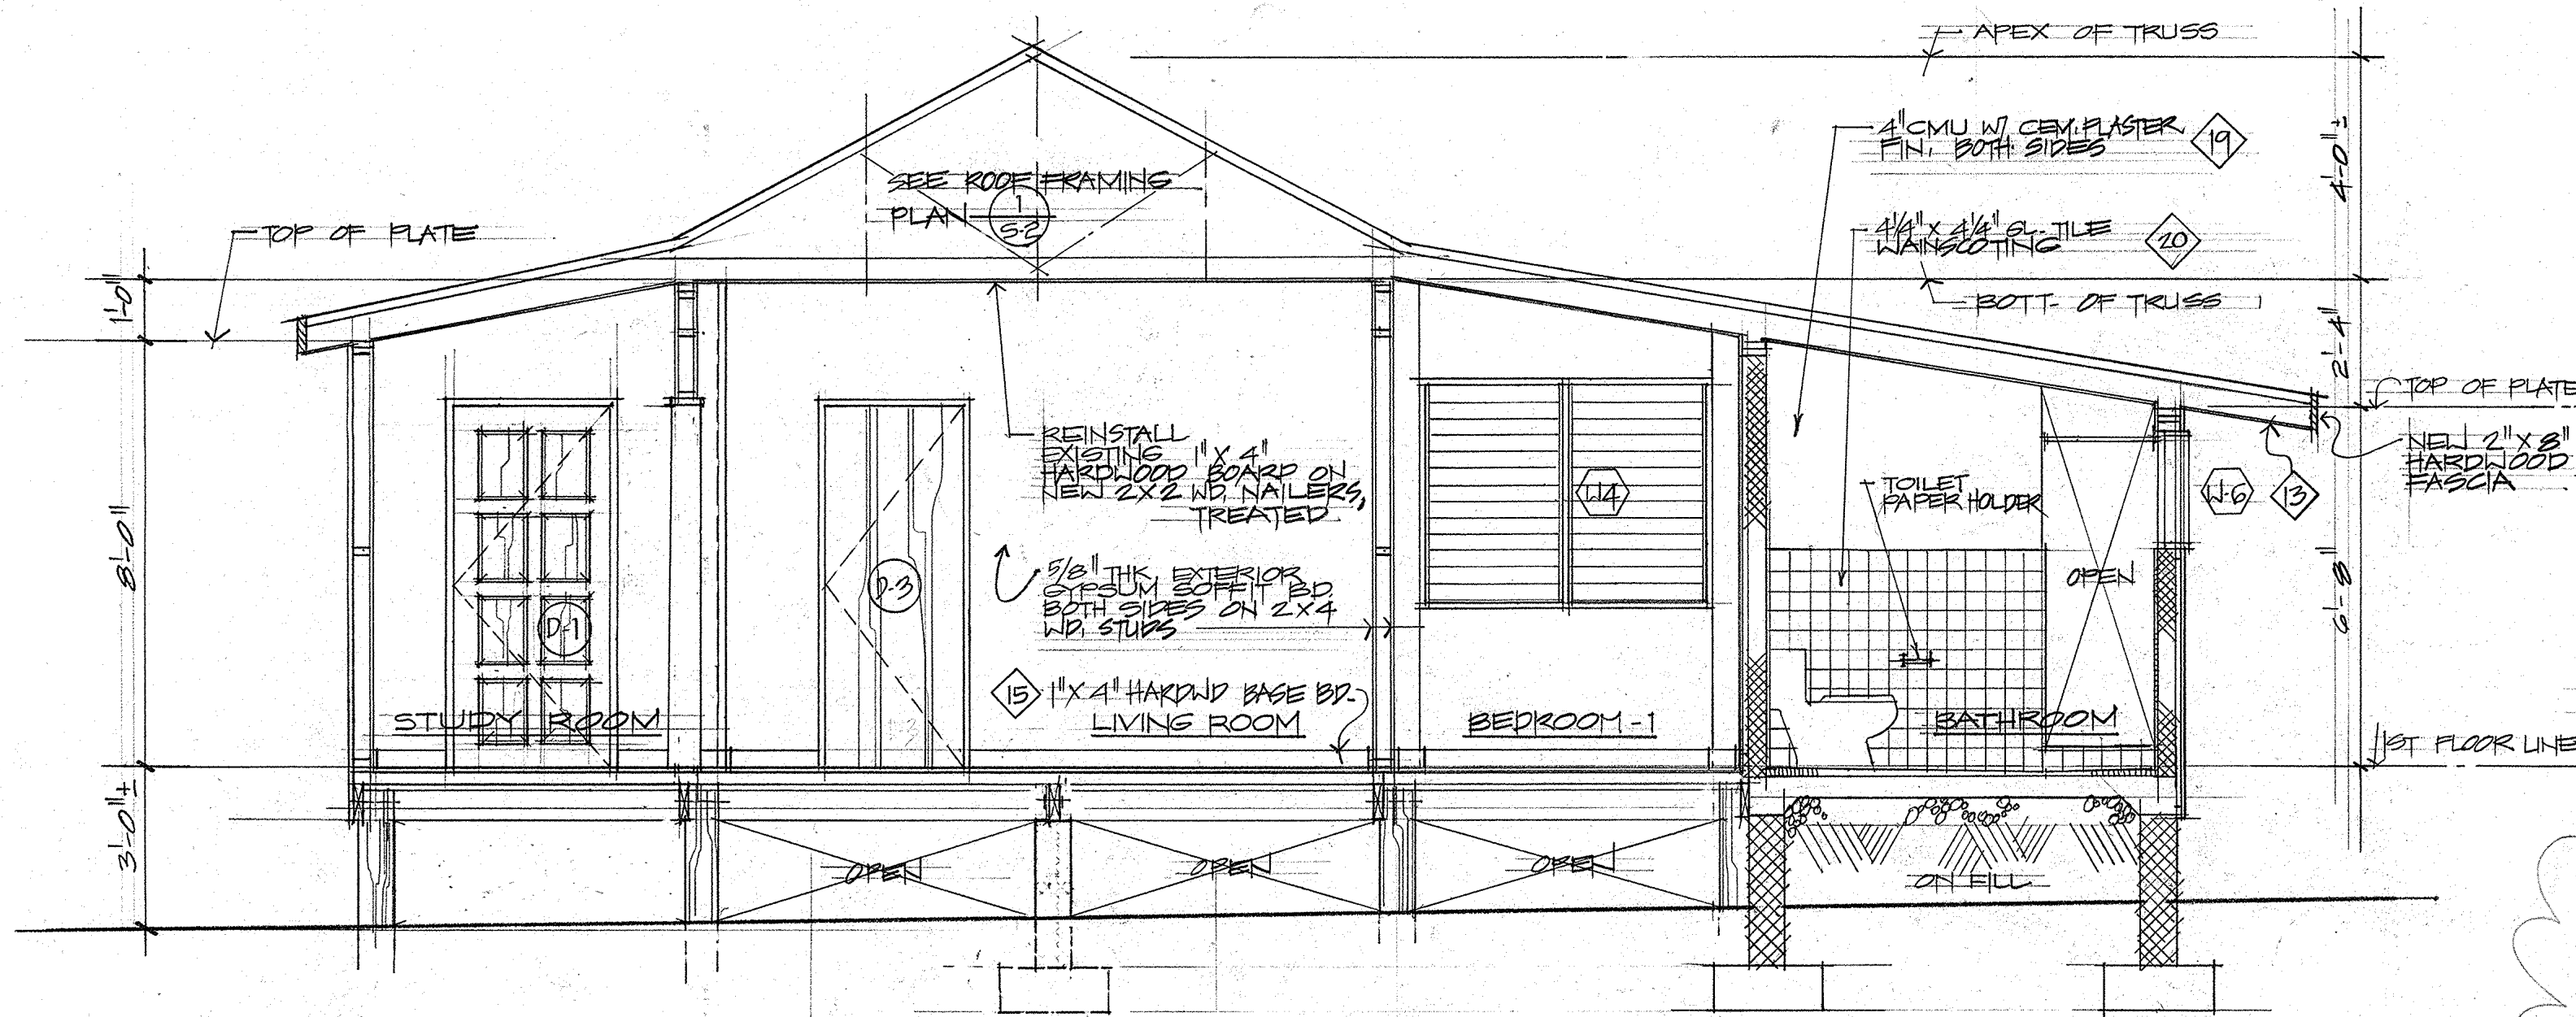 APEX OF TRUSS
4" CMU W/ CEM. PLASTER
FIN. BOTH SIDES
19
4'-0"±
SEE ROOF FRAMING
PLAN
1
S-2
TOP OF PLATE
4 1/4" X 4 1/4" GL. TILE
WAINSCOTING
20
BOTT. OF TRUSS
1'-0"
2'-4"
TOP OF PLATE
NEW 2" X 8"
HARDWOOD
FASCIA
REINSTALL
EXISTING 1" X 4"
HARDWOOD BOARD ON
NEW 2X2 WD. NAILERS,
TREATED
W4
TOILET
PAPER HOLDER
W-6
13
8'-0"
5/8" THK. EXTERIOR
GYPSUM SOFFIT BD.
BOTH SIDES ON 2X4
WD. STUDS
D-1
D-3
OPEN
6'-8"
15
1" X 4" HARDWD BASE BD.
STUDY ROOM
LIVING ROOM
BEDROOM-1
BATHROOM
1ST FLOOR LINE
3'-0"±
OPEN
OPEN
OPEN
ON FILL